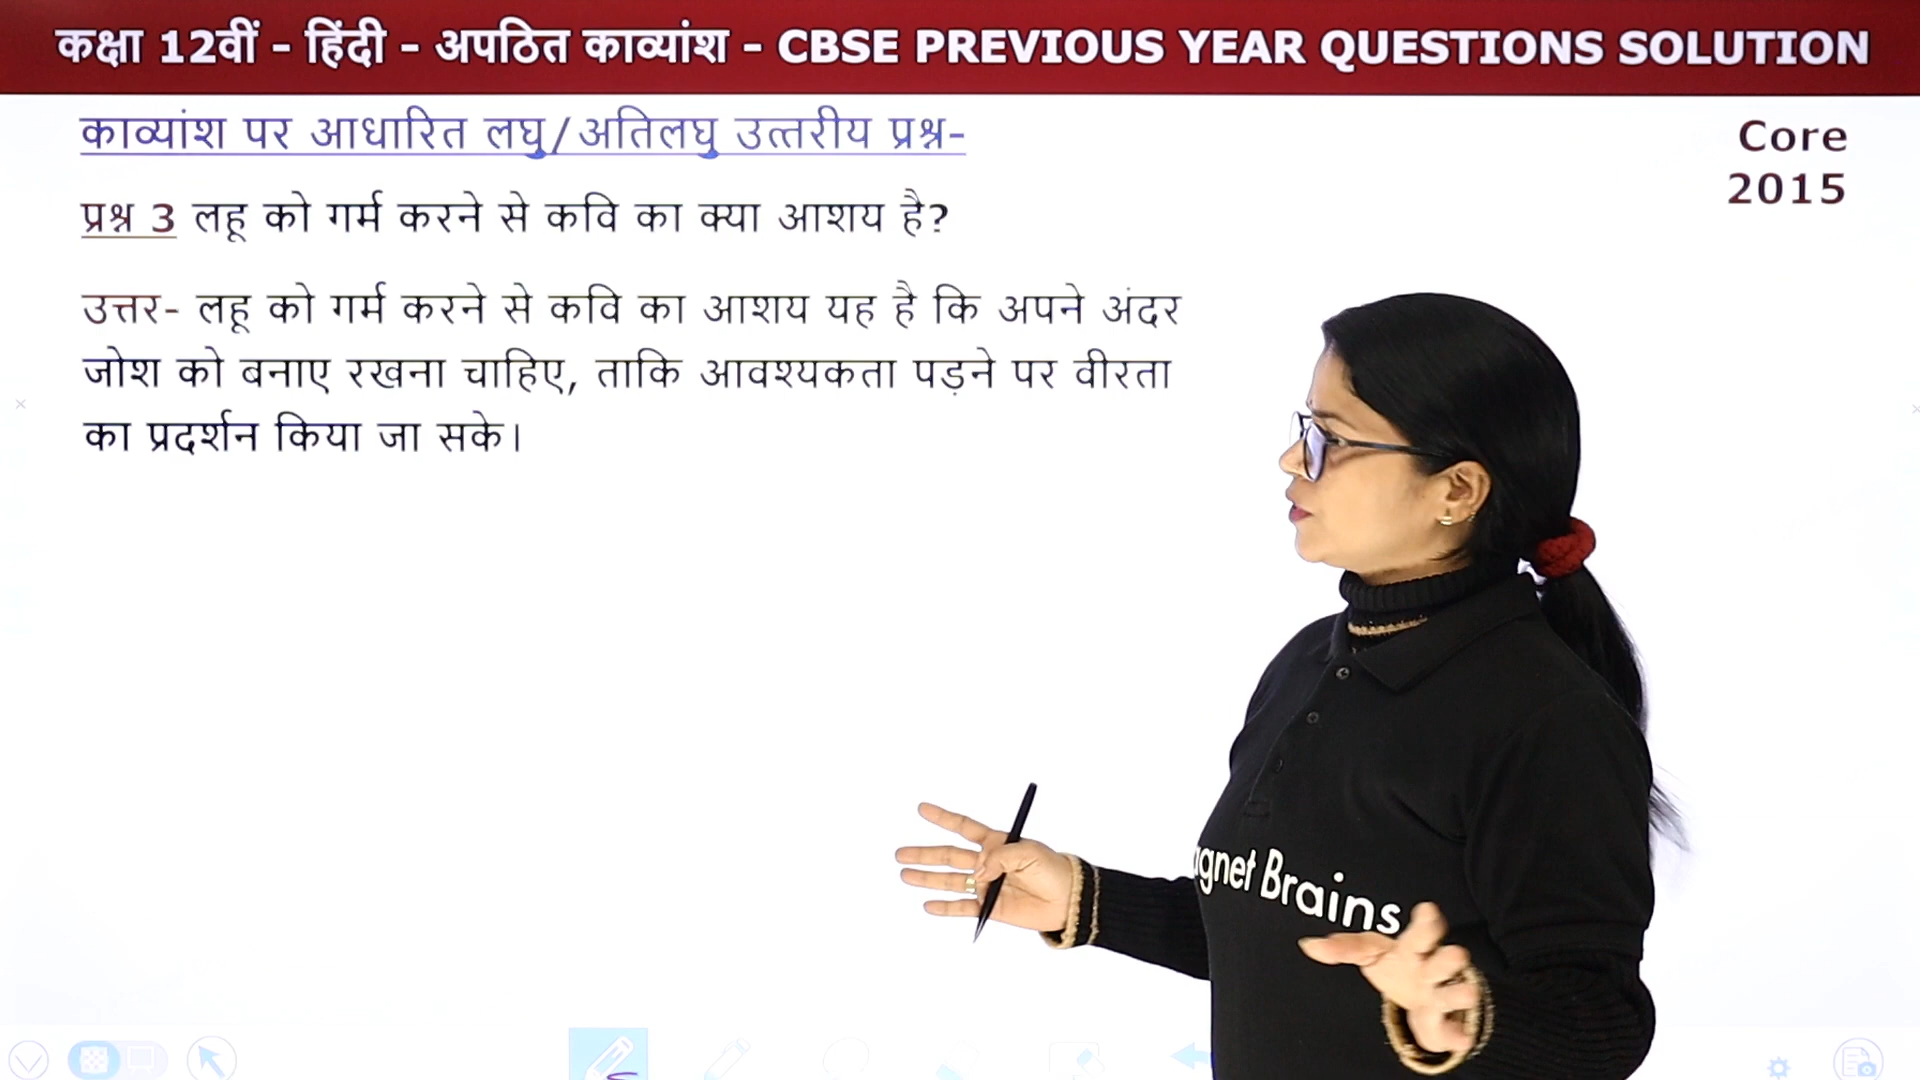 कक्षा 12वीं - हिंदी - अपठित काव्यांश - CBSE PREVIOUS YEAR QUESTIONS SOLUTION
काव्यांश पर आधारित लघु/अतिलघु उत्तरीय प्रश्न-
Core
2015
प्रश्न 3 लहू को गर्म करने से कवि का क्या आशय है?
उत्तर- लहू को गर्म करने से कवि का आशय यह है कि अपने अंदर
जोश को बनाए रखना चाहिए, ताकि आवश्यकता पड़ने पर वीरता
का प्रदर्शन किया जा सके।
agnet Brains